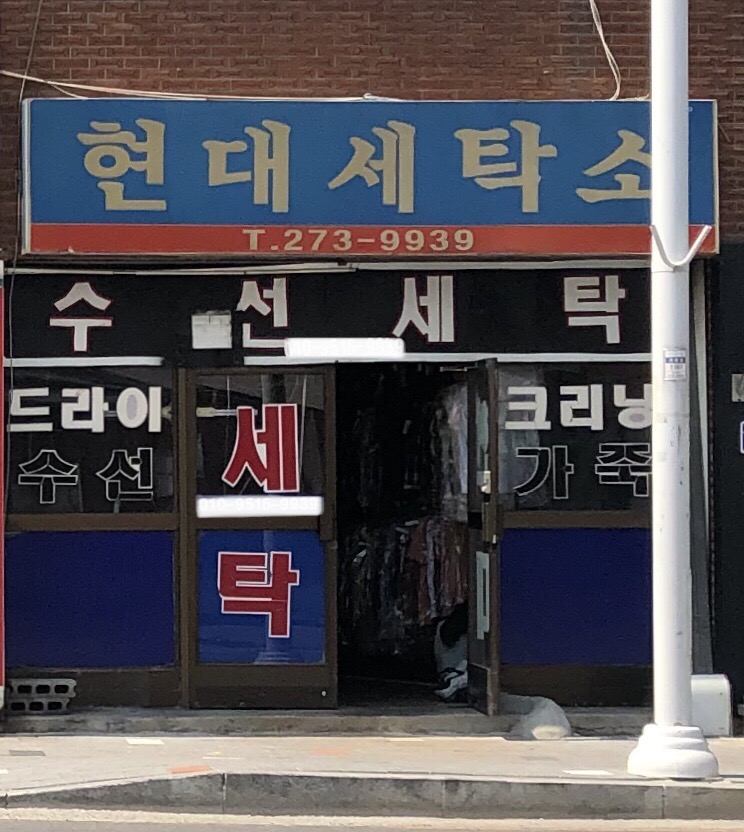 현대세탁소
T.273-9939
수선세탁
드라이 크리닝
수선 가죽
세
탁